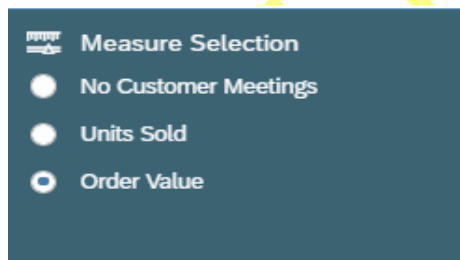 Measure Selection
No Customer Meetings
Units Sold
Order Value